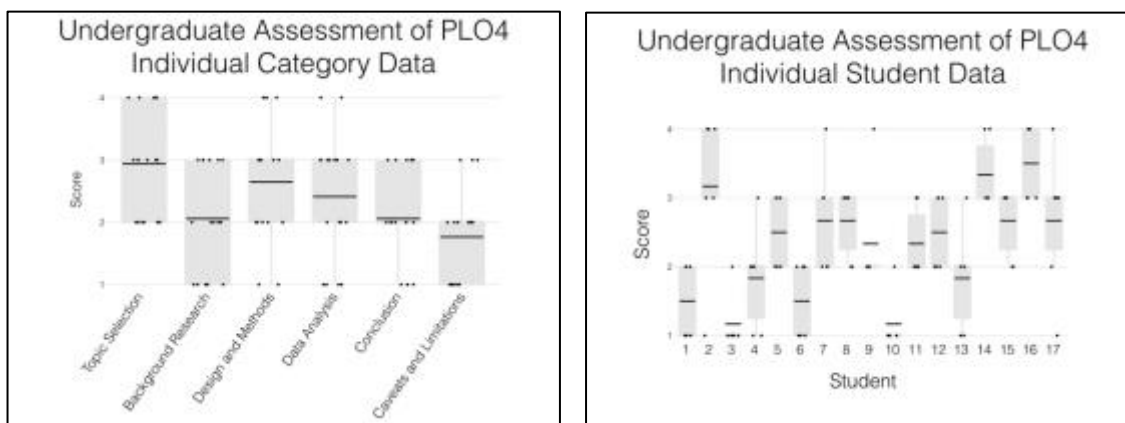 Undergraduate Assessment of PLO4
Individual Category Data
4
3
2
1
Score
Topic Selection
Background Research
Design and Methods
Data Analysis
Conclusion
Caveats and Limitations
Undergraduate Assessment of PLO4
Individual Student Data
4
3
2
1
Score
1 2 3 4 5 6 7 8 9 10 11 12 13 14 15 16 17
Student